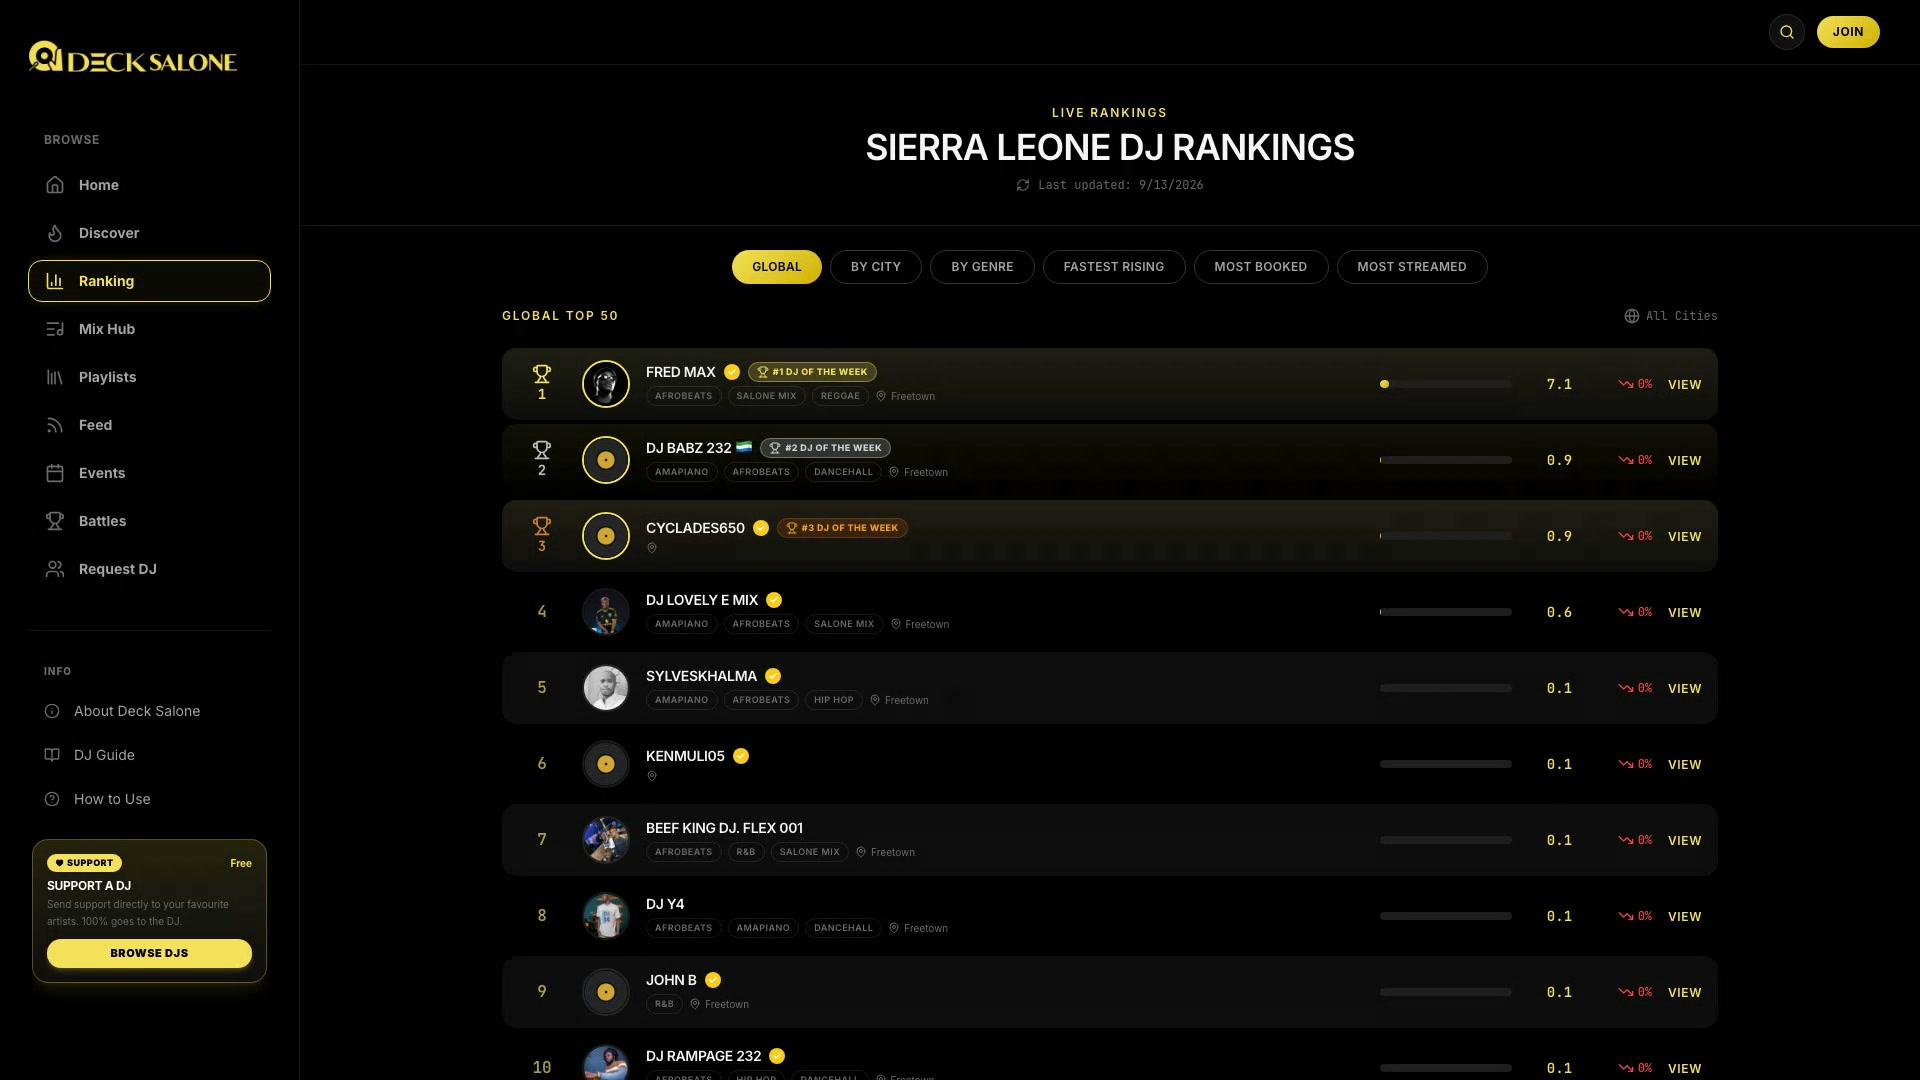 DECK SALONE
BROWSE
Home
Discover
Ranking
Mix Hub
Playlists
Feed
Events
Battles
Request DJ
INFO
About Deck Salone
DJ Guide
How to Use
SUPPORT
Free
SUPPORT A DJ
Send support directly to your favourite
artists. 100% goes to the DJ.
BROWSE DJS
JOIN
LIVE RANKINGS
SIERRA LEONE DJ RANKINGS
Last updated: 9/13/2026
GLOBAL
BY CITY
BY GENRE
FASTEST RISING
MOST BOOKED
MOST STREAMED
GLOBAL TOP 50
All Cities
1
FRED MAX
#1 DJ OF THE WEEK
AFROBEATS
SALONE MIX
REGGAE
Freetown
7.1
0%
VIEW
2
DJ BABZ 232 🇸🇱
#2 DJ OF THE WEEK
AMAPIANO
AFROBEATS
DANCEHALL
Freetown
0.9
0%
VIEW
3
CYCLADES650
#3 DJ OF THE WEEK
0.9
0%
VIEW
4
DJ LOVELY E MIX
AMAPIANO
AFROBEATS
SALONE MIX
Freetown
0.6
0%
VIEW
5
SYLVESKHALMA
AMAPIANO
AFROBEATS
HIP HOP
Freetown
0.1
0%
VIEW
6
KENMULI05
0.1
0%
VIEW
7
BEEF KING DJ. FLEX 001
AFROBEATS
R&B
SALONE MIX
Freetown
0.1
0%
VIEW
8
DJ Y4
AFROBEATS
AMAPIANO
DANCEHALL
Freetown
0.1
0%
VIEW
9
JOHN B
R&B
Freetown
0.1
0%
VIEW
10
DJ RAMPAGE 232
AFROBEATS
HIP HOP
DANCEHALL
Freetown
0.1
0%
VIEW